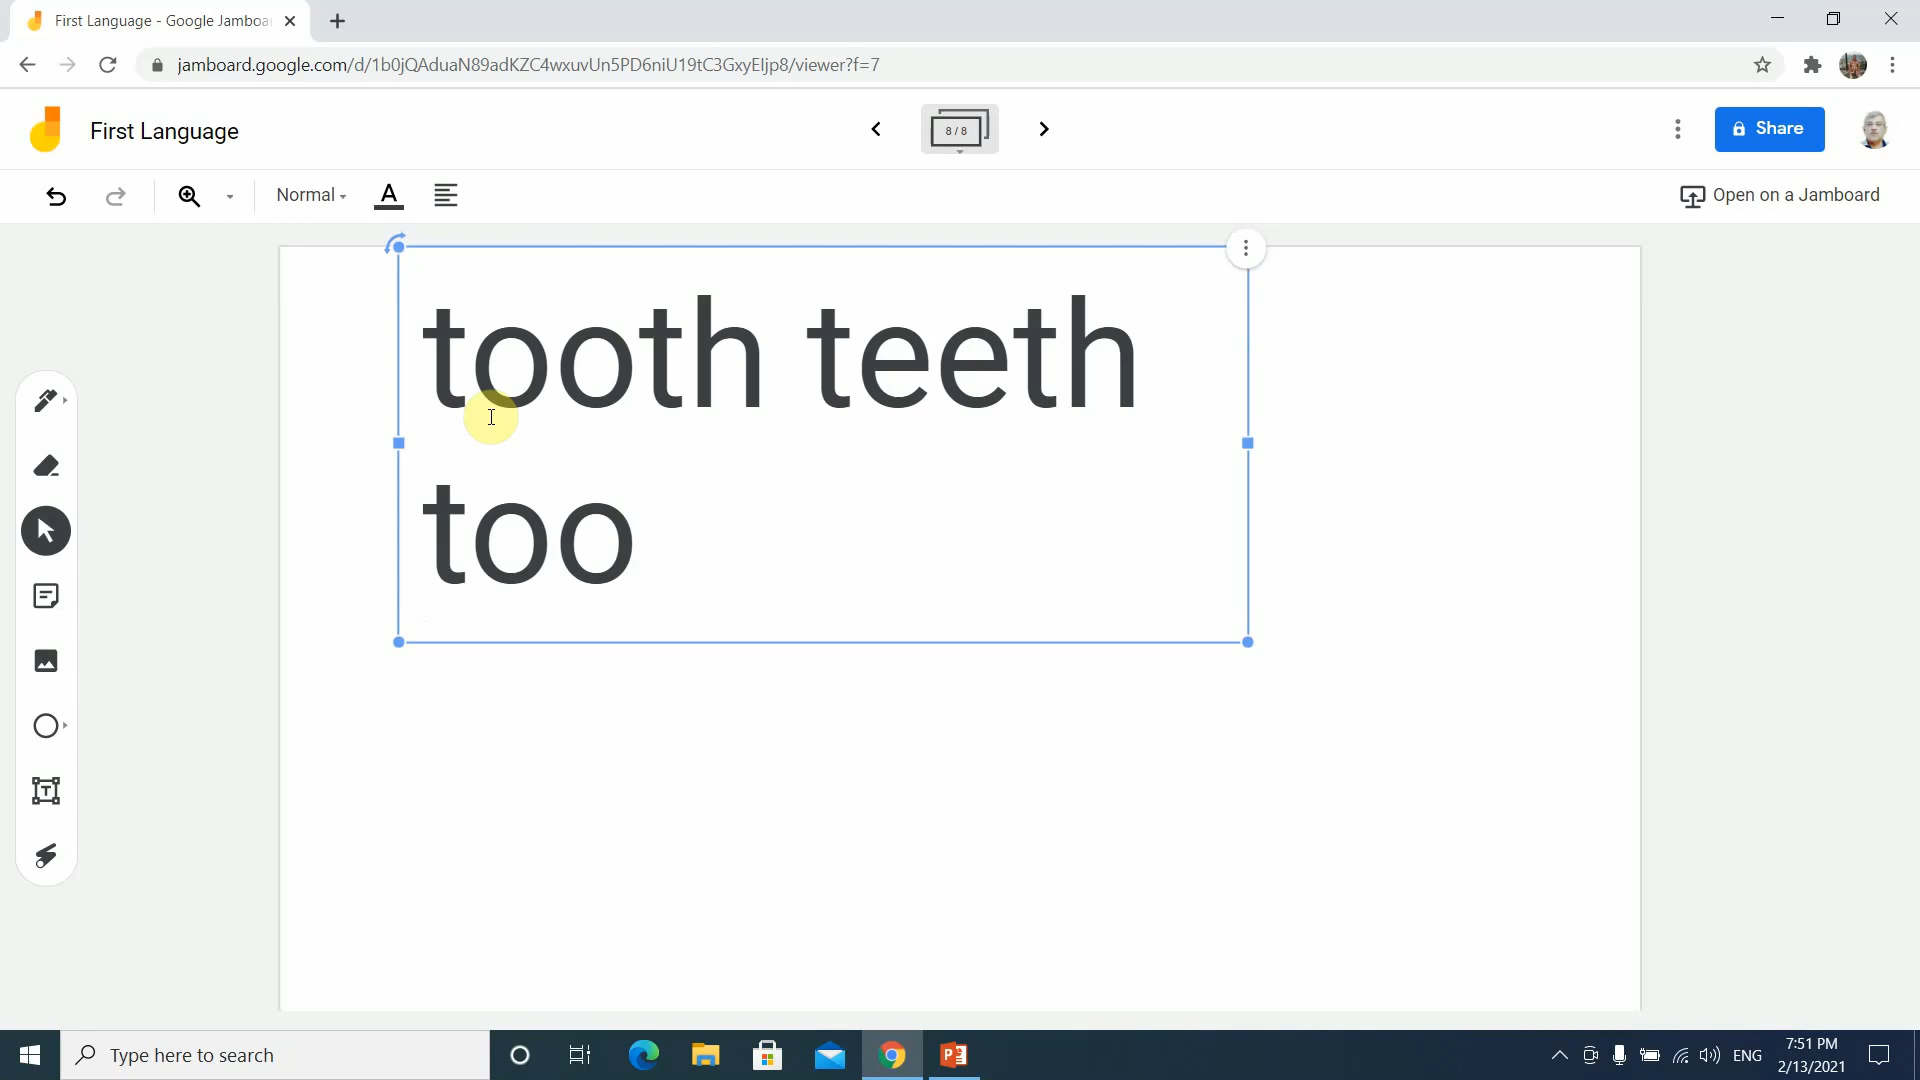 First Language - Google Jamboa
jamboard.google.com/d/1b0jQAduaN89adKZC4wxuvUn5PD6niU19tC3GxyEljp8/viewer?f=7
First Language
8 / 8
Share
Normal
A
Open on a Jamboard
tooth teeth
too
T
Type here to search
P
ENG
7:51 PM
2/13/2021